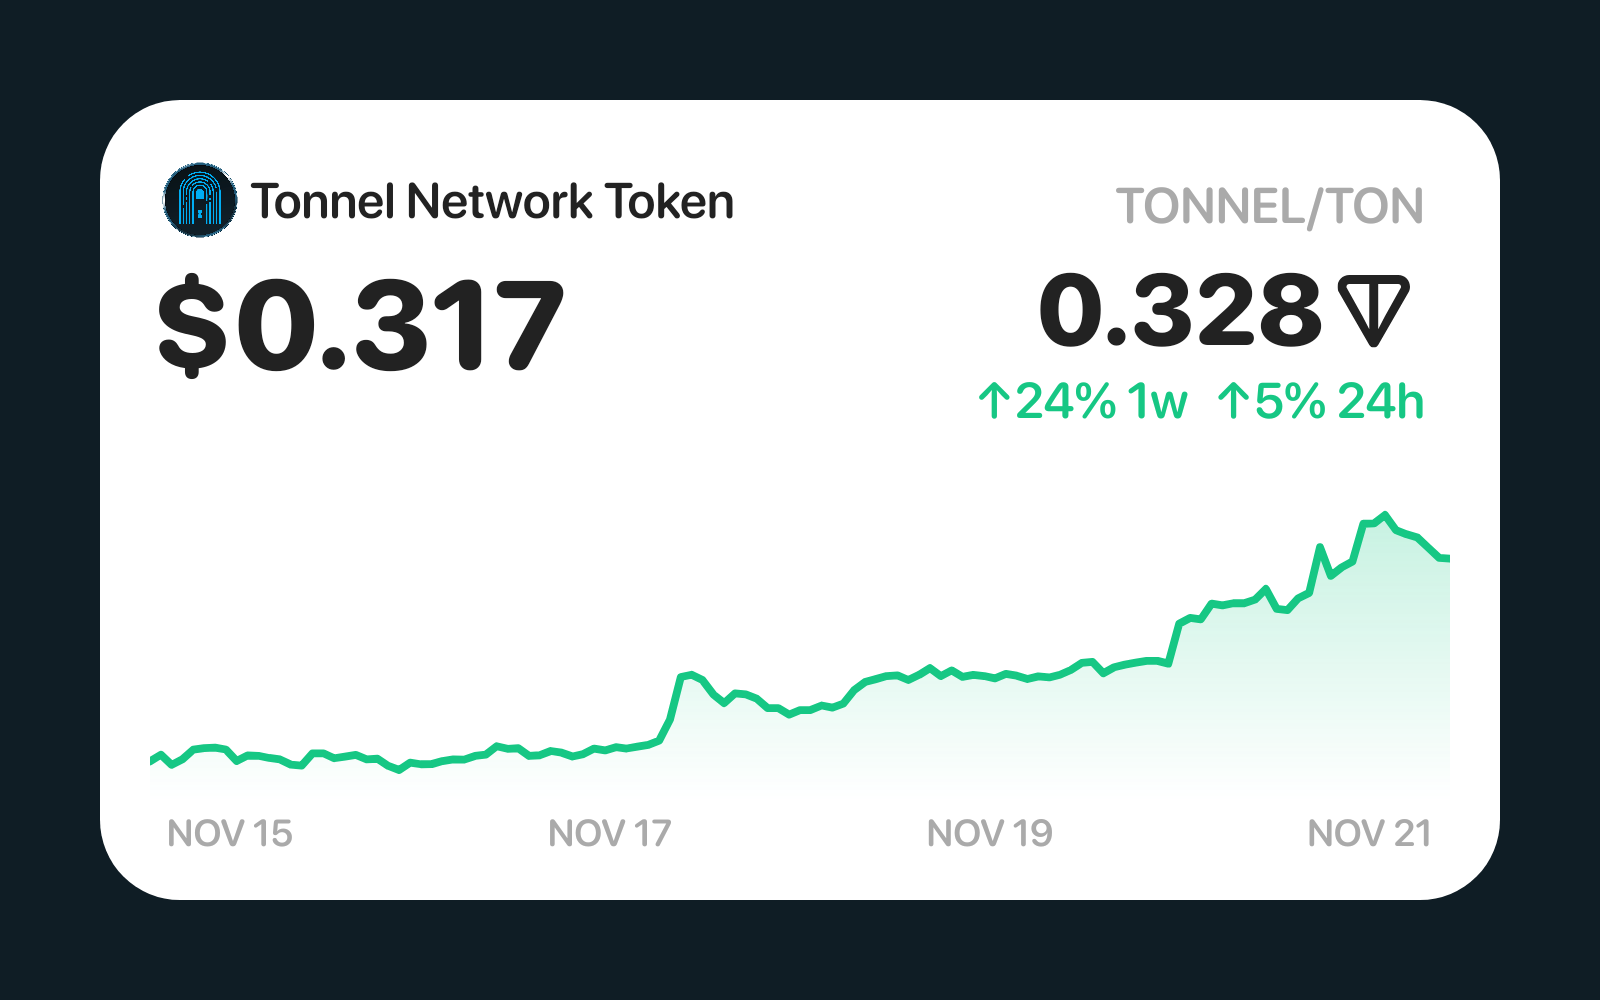 Tonnel Network Token
TONNEL/TON
$0.317
0.328
↑24% 1w ↑5% 24h
NOV 15 NOV 17 NOV 19 NOV 21